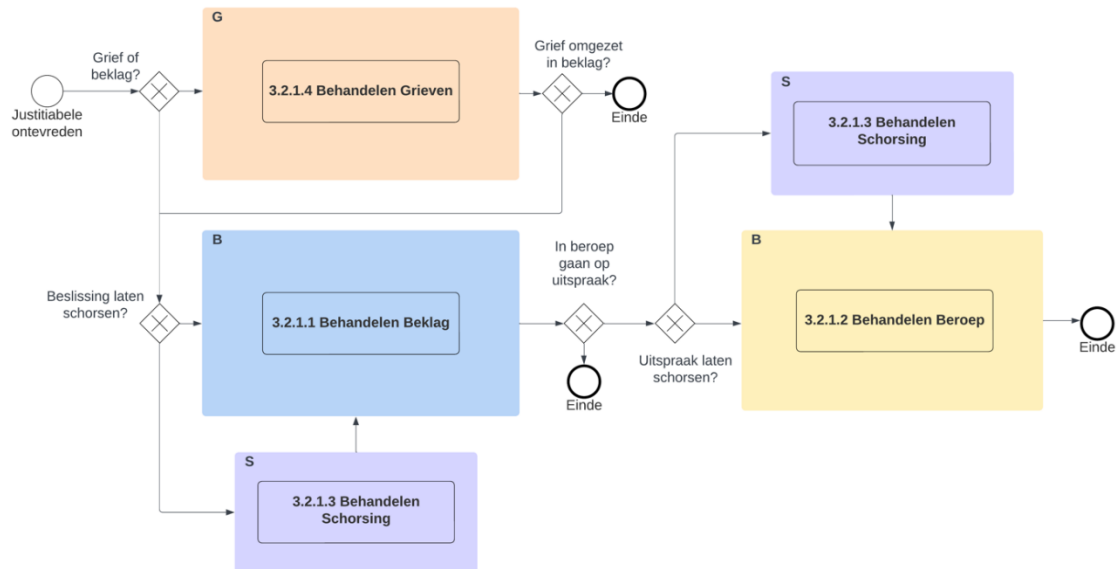 G
Grief of
beklag?
3.2.1.4 Behandelen Grieven
Grief omgezet
in beklag?
Justitiabele
ontevreden
Einde
S
3.2.1.3 Behandelen
Schorsing
B
Beslissing laten
schorsen?
3.2.1.1 Behandelen Beklag
In beroep
gaan op
uitspraak?
Einde
Uitspraak laten
schorsen?
B
3.2.1.2 Behandelen Beroep
Einde
S
3.2.1.3 Behandelen
Schorsing